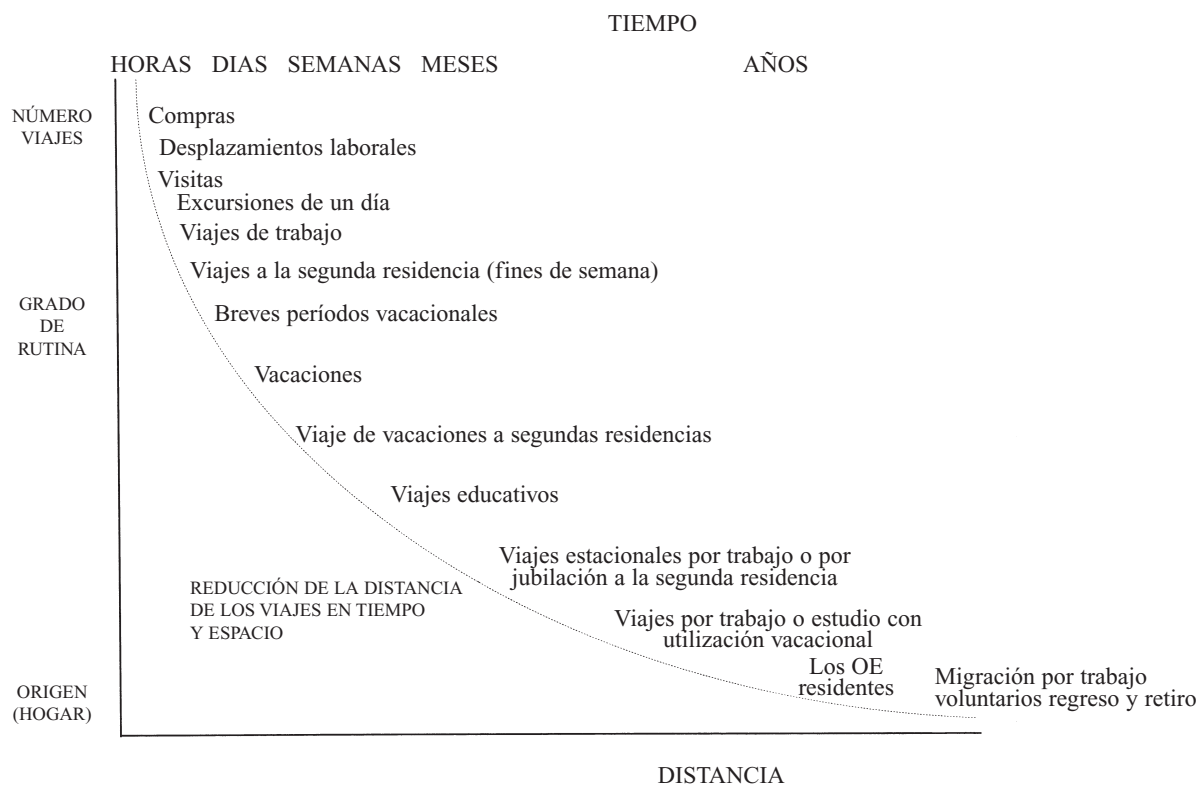 TIEMPO
HORAS DIAS SEMANAS MESES AÑOS
NÚMERO
VIAJES
Compras
Desplazamientos laborales
Visitas
Excursiones de un día
Viajes de trabajo
Viajes a la segunda residencia (fines de semana)
GRADO
DE
RUTINA
Breves períodos vacacionales
Vacaciones
Viaje de vacaciones a segundas residencias
Viajes educativos
Viajes estacionales por trabajo o por
jubilación a la segunda residencia
REDUCCIÓN DE LA DISTANCIA
DE LOS VIAJES EN TIEMPO
Y ESPACIO
Viajes por trabajo o estudio con
utilización vacacional
Los OE
residentes
Migración por trabajo
voluntarios regreso y retiro
ORIGEN
(HOGAR)
DISTANCIA